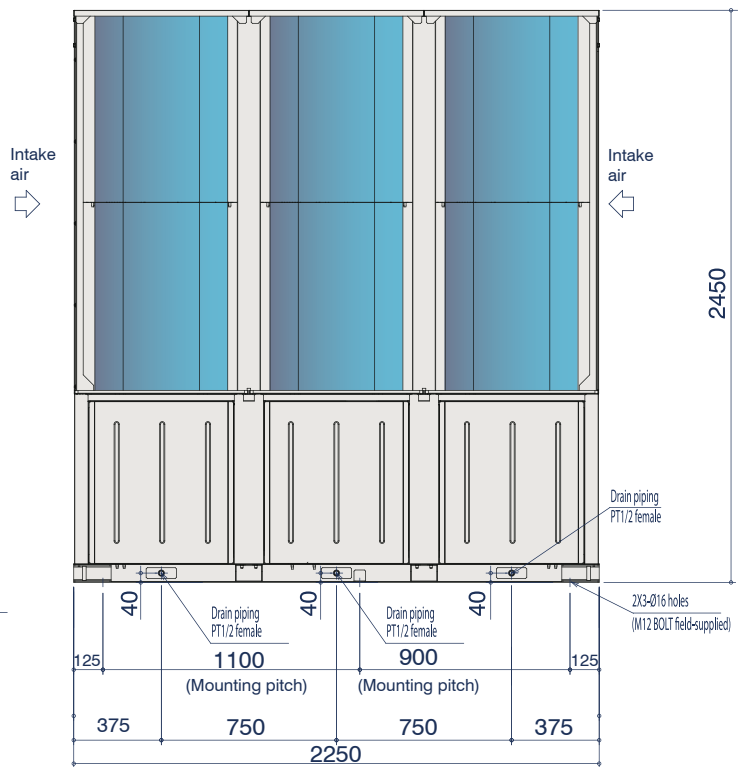 Intake
air
Intake
air
2450
Drain piping
PT1/2 female
40
40
40
Drain piping
PT1/2 female
Drain piping
PT1/2 female
2X3-Ø16 holes
(M12 BOLT field-supplied)
125
1100
900
125
(Mounting pitch)
(Mounting pitch)
375
750
750
375
2250